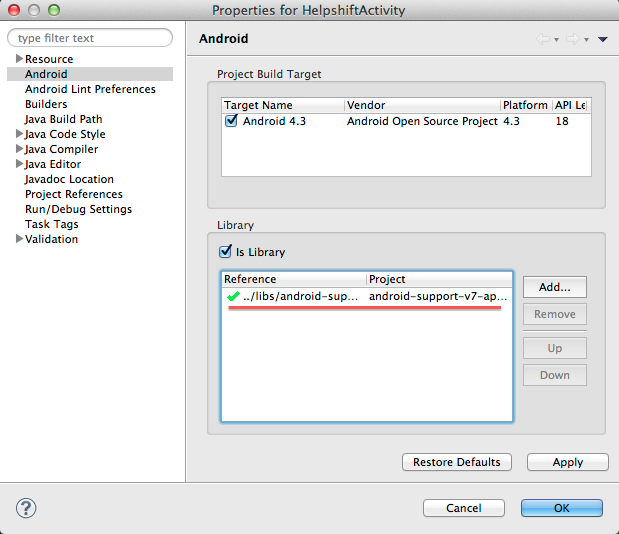 Properties for HelpshiftActivity
type filter text
Resource
Android
Android Lint Preferences
Builders
Java Build Path
Java Code Style
Java Compiler
Java Editor
Javadoc Location
Project References
Run/Debug Settings
Task Tags
Validation
Android
Project Build Target
Target Name Vendor Platform API Le
Android 4.3 Android Open Source Project 4.3 18
Library
Is Library
Reference Project
../libs/android-sup... android-support-v7-ap...
Add...
Remove
Up
Down
Restore Defaults Apply
? Cancel OK